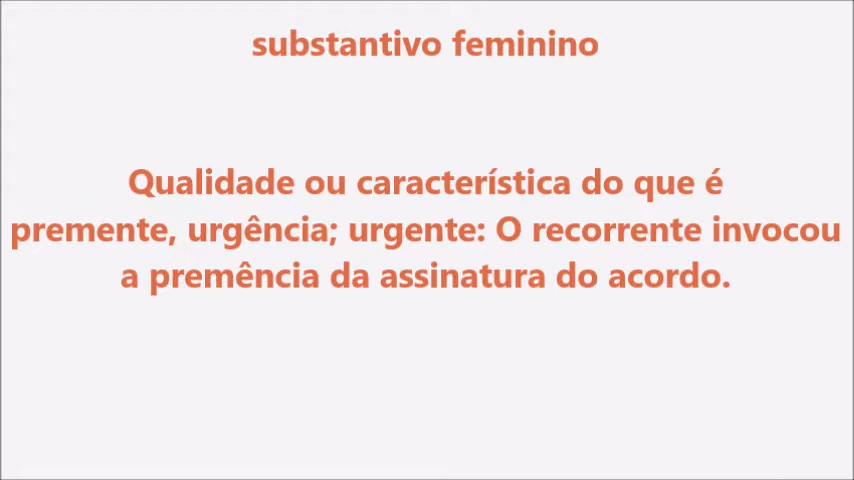 substantivo feminino
Qualidade ou característica do que é
premente, urgência; urgente: O recorrente invocou
a premência da assinatura do acordo.